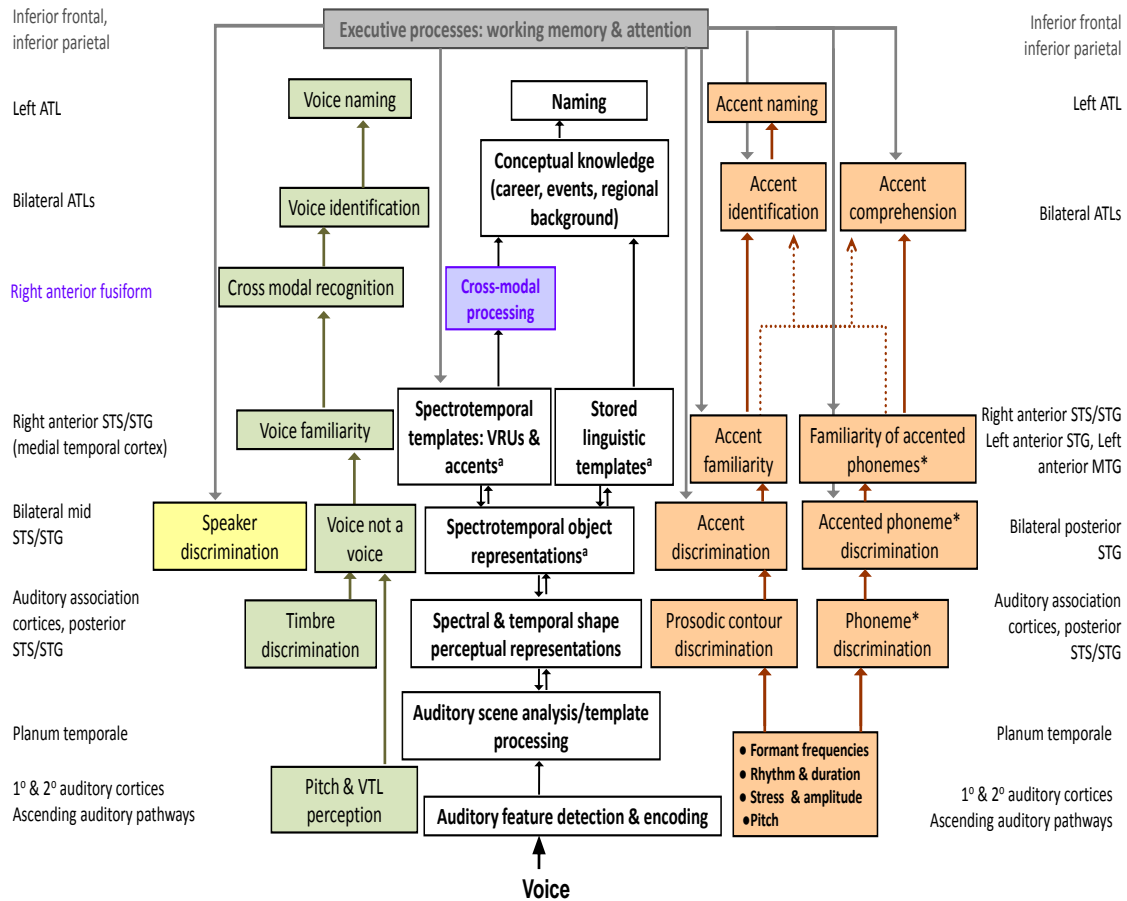 Inferior frontal,
inferior parietal
Executive processes: working memory & attention
Inferior frontal
inferior parietal
Left ATL
Voice naming
Naming
Accent naming
Left ATL
Bilateral ATLs
Voice identification
Conceptual knowledge
(career, events, regional
background)
Accent
identification
Accent
comprehension
Bilateral ATLs
Right anterior fusiform
Cross modal recognition
Cross-modal
processing
Right anterior STS/STG
(medial temporal cortex)
Voice familiarity
Spectrotemporal
templates: VRUs &
accentsª
Stored
linguistic
templatesª
Accent
familiarity
Familiarity of accented
phonemes*
Right anterior STS/STG
Left anterior STG, Left
anterior MTG
Bilateral mid
STS/STG
Speaker
discrimination
Voice not a
voice
Spectrotemporal object
representationsª
Accent
discrimination
Accented phoneme*
discrimination
Bilateral posterior
STG
Auditory association
cortices, posterior
STS/STG
Timbre
discrimination
Spectral & temporal shape
perceptual representations
Prosodic contour
discrimination
Phoneme*
discrimination
Auditory association
cortices, posterior
STS/STG
Planum temporale
Auditory scene analysis/template
processing
Planum temporale
1º & 2º auditory cortices
Ascending auditory pathways
Pitch & VTL
perception
Auditory feature detection & encoding
● Formant frequencies
● Rhythm & duration
● Stress & amplitude
●Pitch
1º & 2º auditory cortices
Ascending auditory pathways
Voice